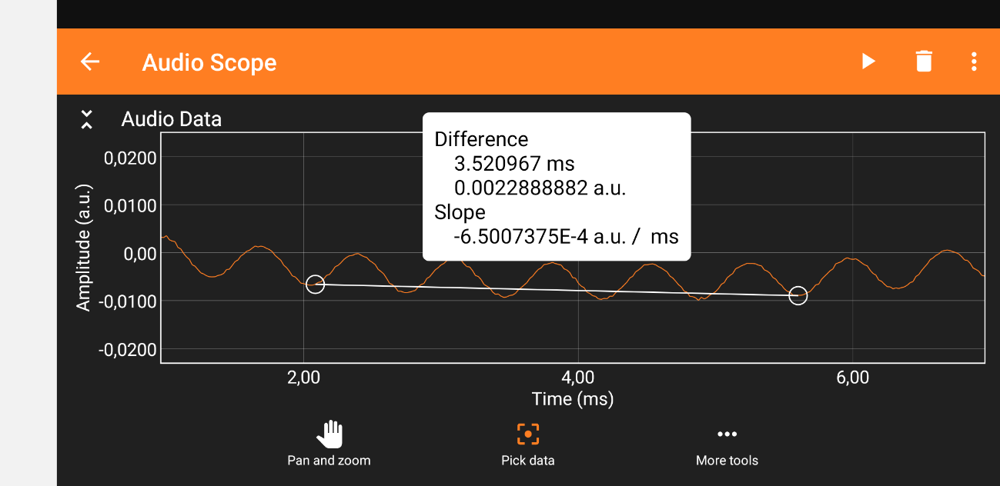 Audio Scope
Audio Data
Difference
3.520967 ms
0.0022888882 a.u.
Slope
-6.5007375E-4 a.u. / ms
Amplitude (a.u.)
0,0200
0,0100
0,00
-0,0100
-0,0200
2,00
4,00
6,00
Time (ms)
Pan and zoom
Pick data
More tools